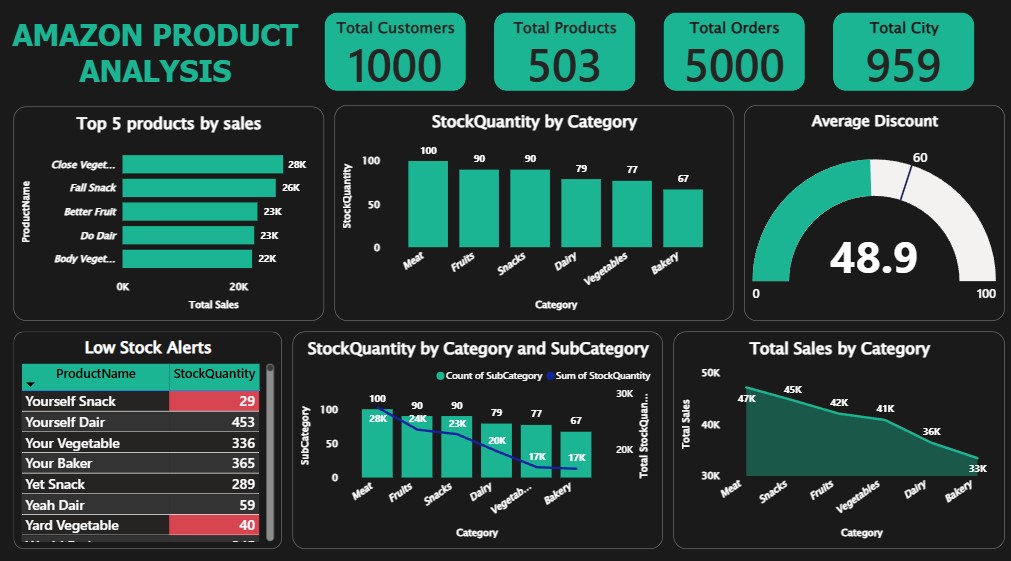 AMAZON PRODUCT
ANALYSIS
Total Customers
1000
Total Products
503
Total Orders
5000
Total City
959
Top 5 products by sales
ProductName
Close Veget...
28K
Fall Snack
26K
Better Fruit
23K
Do Dair
23K
Body Veget...
22K
0K
20K
Total Sales
StockQuantity by Category
StockQuantity
100
50
0
100
90
90
79
77
67
Meat
Fruits
Snacks
Dairy
Vegetables
Bakery
Category
Average Discount
60
48.9
0
100
Low Stock Alerts
ProductName StockQuantity
Yourself Snack 29
Yourself Dair 453
Your Vegetable 336
Your Baker 365
Yet Snack 289
Yeah Dair 59
Yard Vegetable 40
StockQuantity by Category and SubCategory
Count of SubCategory Sum of StockQuantity
SubCategory
100
50
0
100
90
90
79
77
67
28K
24K
23K
20K
17K
17K
30K
20K
Total StockQuan...
Meat
Fruits
Snacks
Dairy
Vegetab...
Bakery
Category
Total Sales by Category
Total Sales
50K
40K
30K
47K
45K
42K
41K
36K
33K
Meat
Snacks
Fruits
Vegetables
Dairy
Bakery
Category